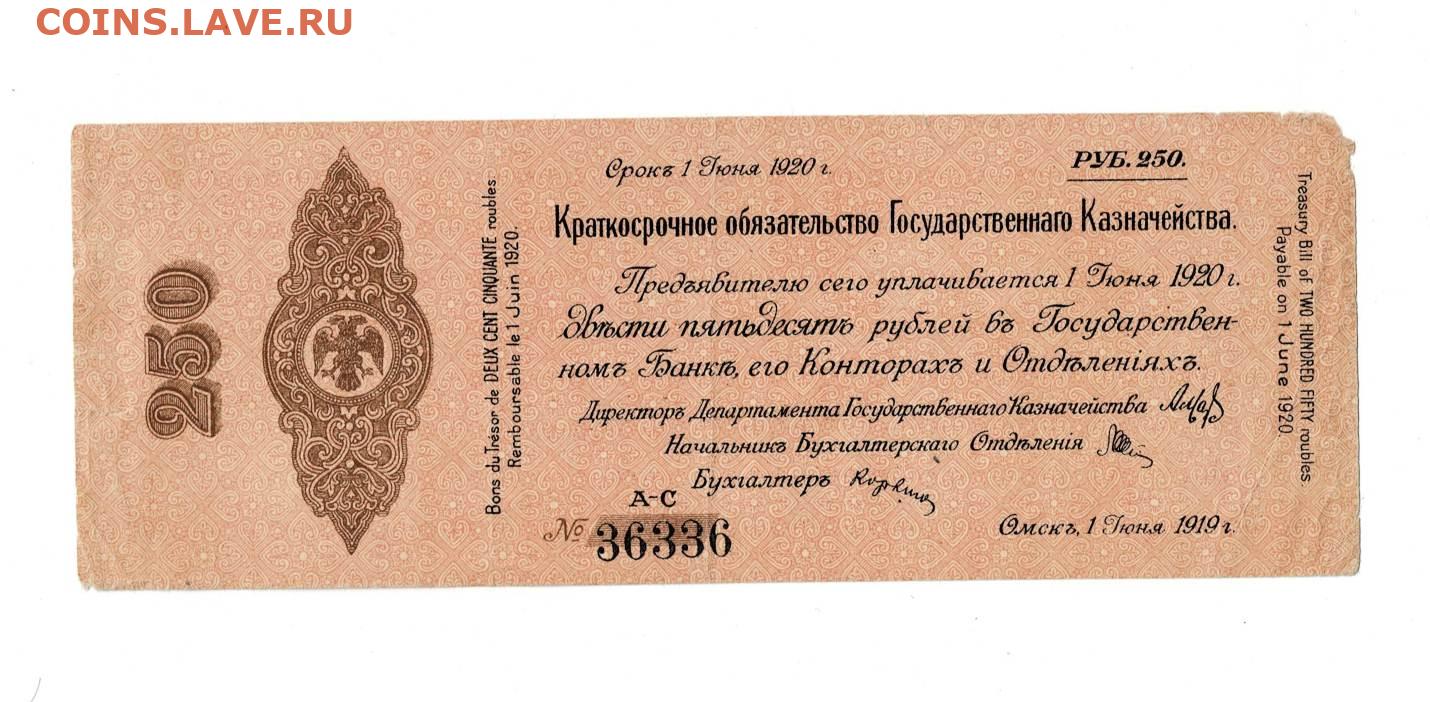 COINS.LAVE.RU
250
Bons du Trésor de DEUX CENT CINQUANTE roubles
Remboursable le 1 Juin 1920.
Срокъ 1 Іюня 1920 г.
РУБ. 250.
Краткосрочное обязательство Государственнаго Казначейства.
Предъявителю сего уплачивается 1 Іюня 1920 г.
двѣсти пятьдесятъ рублей въ Государствен-
номъ Банкѣ, его Конторахъ и Отдѣленіяхъ.
Директоръ Департамента Государственнаго Казначейства
Начальникъ Бухгалтерскаго Отдѣленія
Бухгалтеръ
А-С
№ 36336
Омскъ, 1 Іюня 1919 г.
Treasury Bill of TWO HUNDRED FIFTY roubles.
Payable on 1 June 1920.